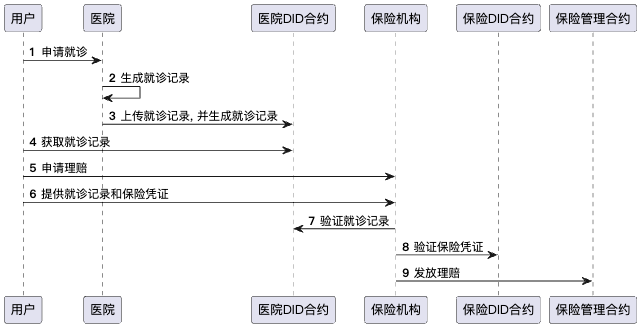 用户 医院 医院DID合约 保险机构 保险DID合约 保险管理合约
1 申请就诊
2 生成就诊记录
3 上传就诊记录, 并生成就诊记录
4 获取就诊记录
5 申请理赔
6 提供就诊记录和保险凭证
7 验证就诊记录
8 验证保险凭证
9 发放理赔
用户 医院 医院DID合约 保险机构 保险DID合约 保险管理合约